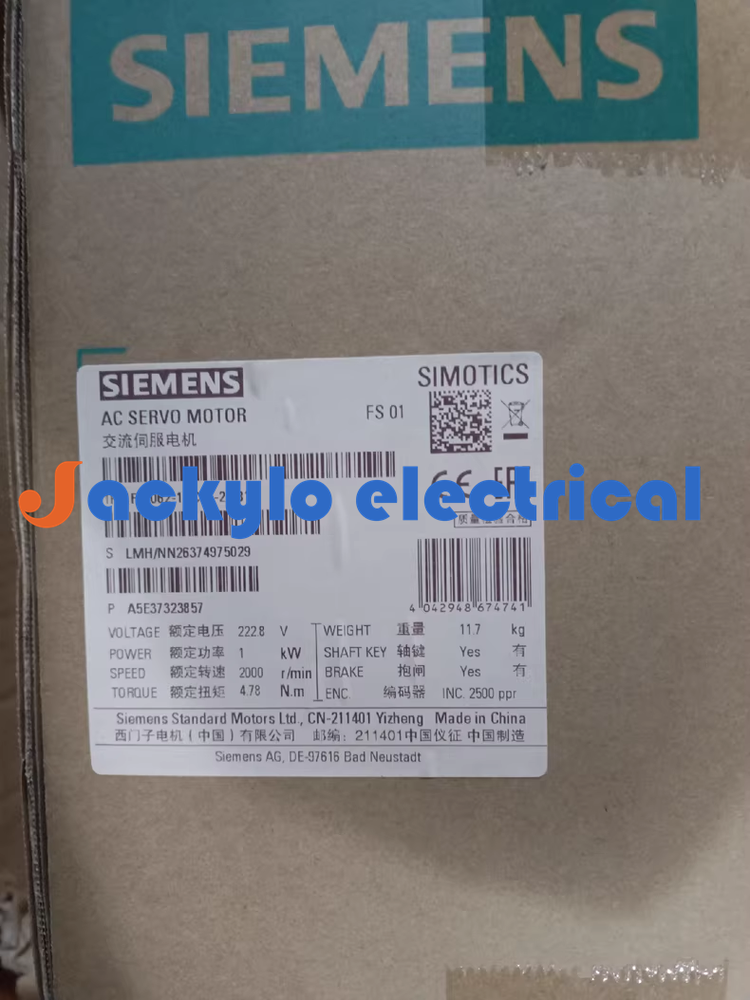 SIEMENS
SIEMENS
SIMOTICS
AC SERVO MOTOR
FS 01
交流伺服电机
Jackylo electrical
CE
S LMH/NN26374975029
P A5E37323857
4 042948 674741
VOLTAGE 额定电压 222.8 V
WEIGHT 重量 11.7 kg
POWER 额定功率 1 kW
SHAFT KEY 轴键 Yes 有
SPEED 额定转速 2000 r/min
BRAKE 抱闸 Yes 有
TORQUE 额定扭矩 4.78 N.m
ENC. 编码器 INC. 2500 ppr
Siemens Standard Motors Ltd., CN-211401 Yizheng Made in China
西门子电机(中国)有限公司 邮编: 211401中国仪征 中国制造
Siemens AG, DE-97616 Bad Neustadt